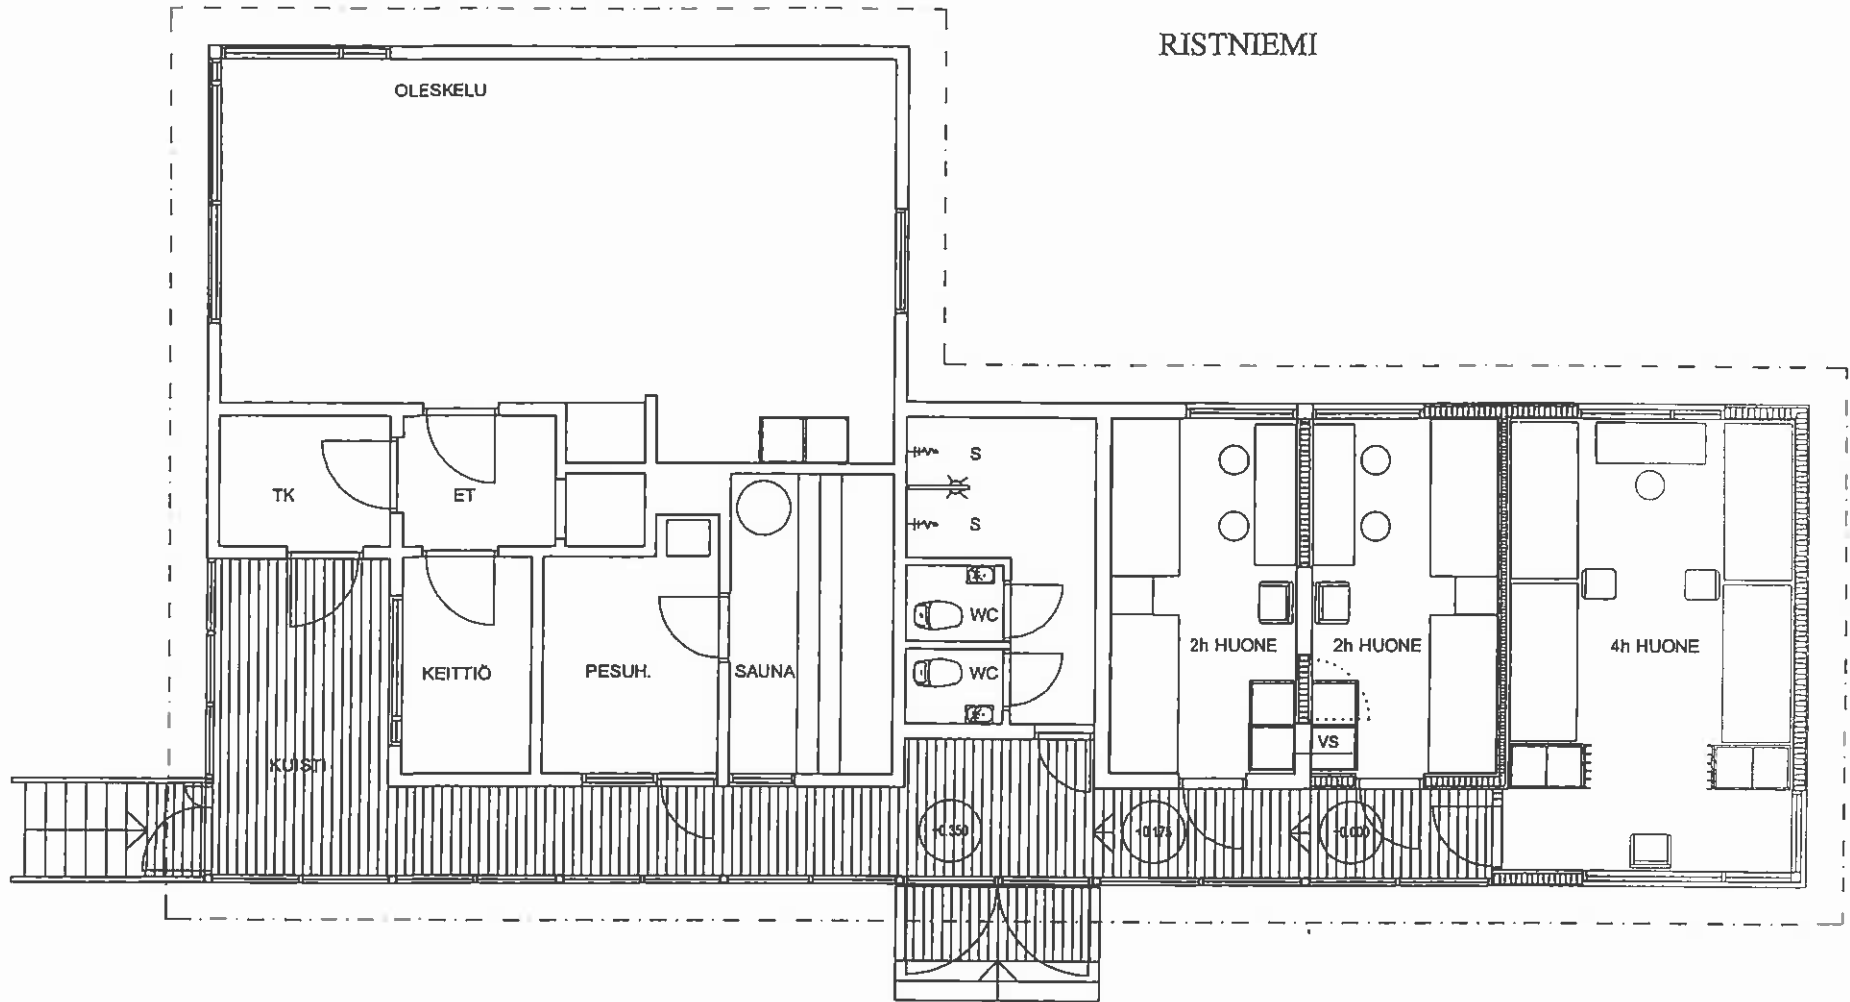 RISTNIEMI
OLESKELU
S
TK
ET
S
WC
2h HUONE
2h HUONE
4h HUONE
KEITTIÖ
PESUH.
SAUNA
WC
VS
KUISTI
+0.350
+0.175
+0.000